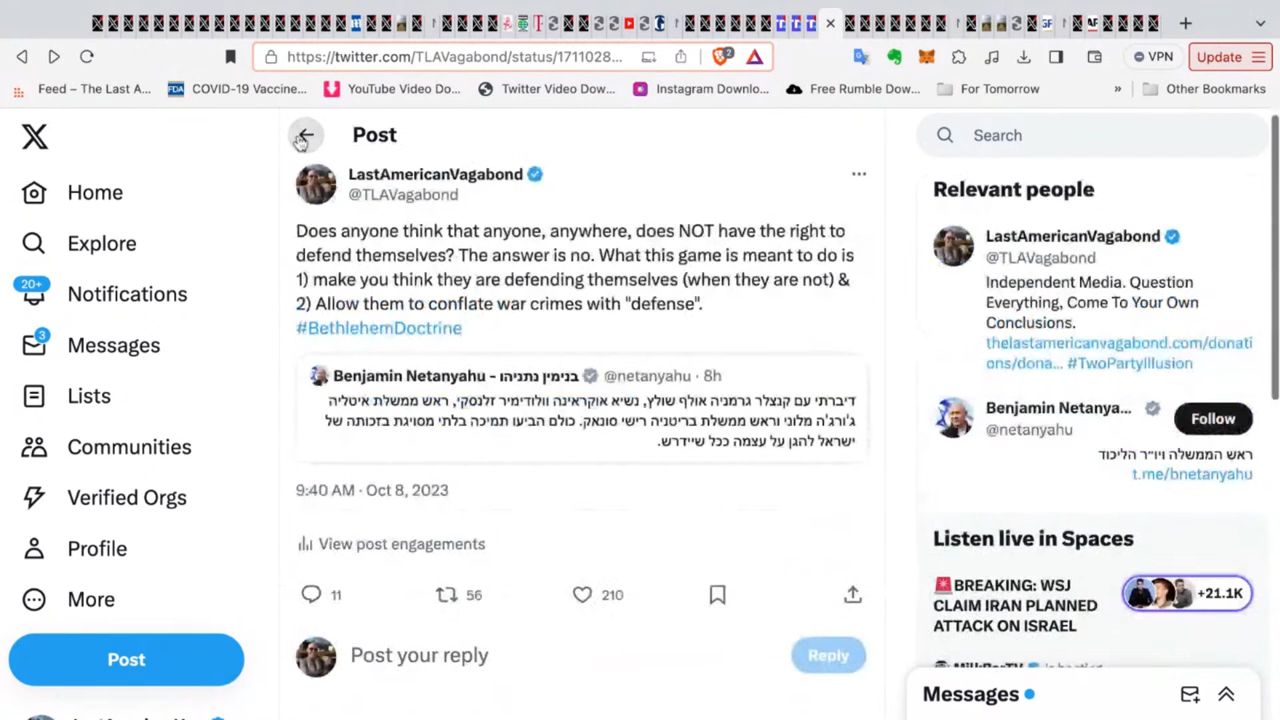 https://twitter.com/TLAVagabond/status/1711028...
2
VPN
Update
Feed – The Last A...
COVID-19 Vaccine...
YouTube Video Do...
Twitter Video Dow...
Instagram Downlo...
Free Rumble Dow...
For Tomorrow
»
Other Bookmarks
Home
Explore
20+
Notifications
3
Messages
Lists
Communities
Verified Orgs
Profile
More
Post
Post
LastAmericanVagabond
@TLAVagabond
Does anyone think that anyone, anywhere, does NOT have the right to
defend themselves? The answer is no. What this game is meant to do is
1) make you think they are defending themselves (when they are not) &
2) Allow them to conflate war crimes with "defense".
#BethlehemDoctrine
Benjamin Netanyahu - בנימין נתניהו @netanyahu · 8h
דיברתי עם קנצלר גרמניה אולף שולץ, נשיא אוקראינה וולודימיר זלנסקי, ראש ממשלת איטליה
ג'ורג'ה מלוני וראש ממשלת בריטניה רישי סונאק. כולם הביעו תמיכה בלתי מסויגת בזכותה של
ישראל להגן על עצמה ככל שיידרש.
9:40 AM · Oct 8, 2023
View post engagements
11
56
210
Post your reply
Reply
Search
Relevant people
LastAmericanVagabond
@TLAVagabond
Independent Media. Question
Everything, Come To Your Own
Conclusions.
thelastamericanvagabond.com/donati
ons/dona... #TwoPartyIllusion
Benjamin Netanya...
@netanyahu
Follow
ראש הממשלה ויו״ר הליכוד
t.me/bnetanyahu
Listen live in Spaces
BREAKING: WSJ
CLAIM IRAN PLANNED
ATTACK ON ISRAEL
+21.1K
Messages